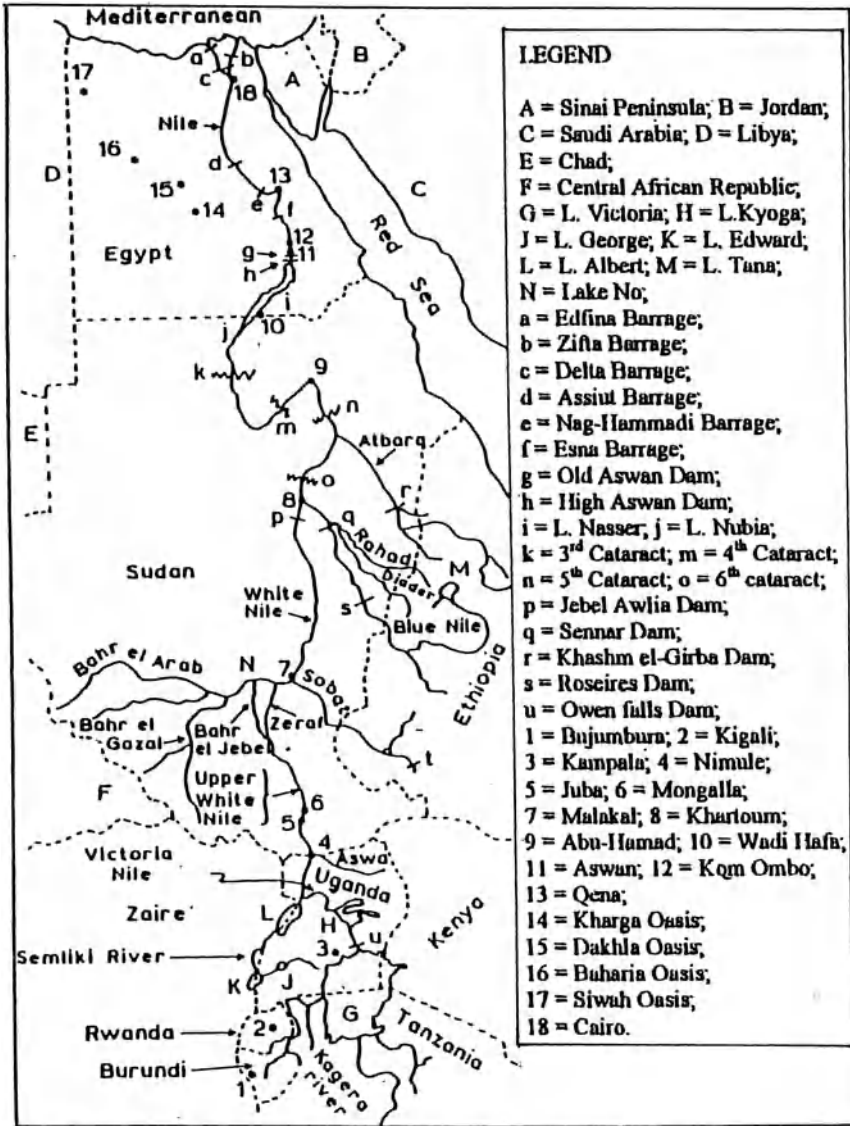 Mediterranean
a
b
c
17
18
A
B
Nile
16
d
D
15
13
e
C
14
f
12
Egypt
g
11
h
Red Sea
i
j
10
k
9
n
m
E
Atbarq
o
r
8
p
q
Rahad
M
Sudan
Dinder
White
Nile
s
Blue Nile
Bahr el Arab
N
7
Sobat
Ethiopia
Bahr el
Gazal
Bahr
el Jebel
Zeraf
t
F
Upper
White
Nile
6
5
Victoria
Nile
4
Aswa
Uganda
Zaire
L
H
Kenya
u
Semliki River
3
K
J
G
Rwanda
2
Tanzania
Burundi
Kagera
river
1
LEGEND
A = Sinai Peninsula; B = Jordan;
C = Saudi Arabia; D = Libya;
E = Chad;
F = Central African Republic;
G = L. Victoria; H = L.Kyoga;
J = L. George; K = L. Edward;
L = L. Albert; M = L. Tana;
N = Lake No;
a = Edfina Barrage;
b = Zifta Barrage;
c = Delta Barrage;
d = Assiut Barrage;
e = Nag-Hammadi Barrage;
f = Esna Barrage;
g = Old Aswan Dam;
h = High Aswan Dam;
i = L. Nasser; j = L. Nubia;
k = 3rd Cataract; m = 4th Cataract;
n = 5th Cataract; o = 6th cataract;
p = Jebel Awlia Dam;
q = Sennar Dam;
r = Khashm el-Girba Dam;
s = Roseires Dam;
u = Owen falls Dam;
1 = Bujumbura; 2 = Kigali;
3 = Kampala; 4 = Nimule;
5 = Juba; 6 = Mongalla;
7 = Malakal; 8 = Khartoum;
9 = Abu-Hamad; 10 = Wadi Hafa;
11 = Aswan; 12 = Kom Ombo;
13 = Qena;
14 = Kharga Oasis;
15 = Dakhla Oasis;
16 = Baharia Oasis;
17 = Siwah Oasis;
18 = Cairo.